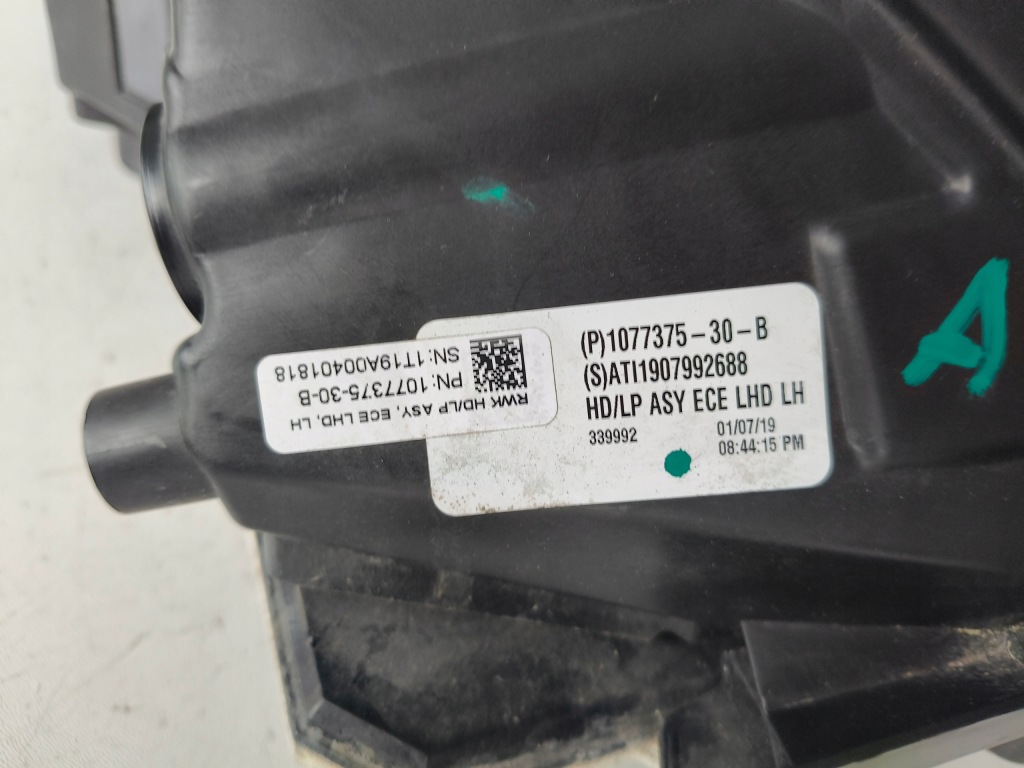 (P)1077375-30-B
(S)ATI1907992688
HD/LP ASY ECE LHD LH
339992
01/07/19
08:44:15 PM
RWK, HD/LP ASY, ECE LHD, LH
PN:1077375-30-B
SN:1T19A00401818
A